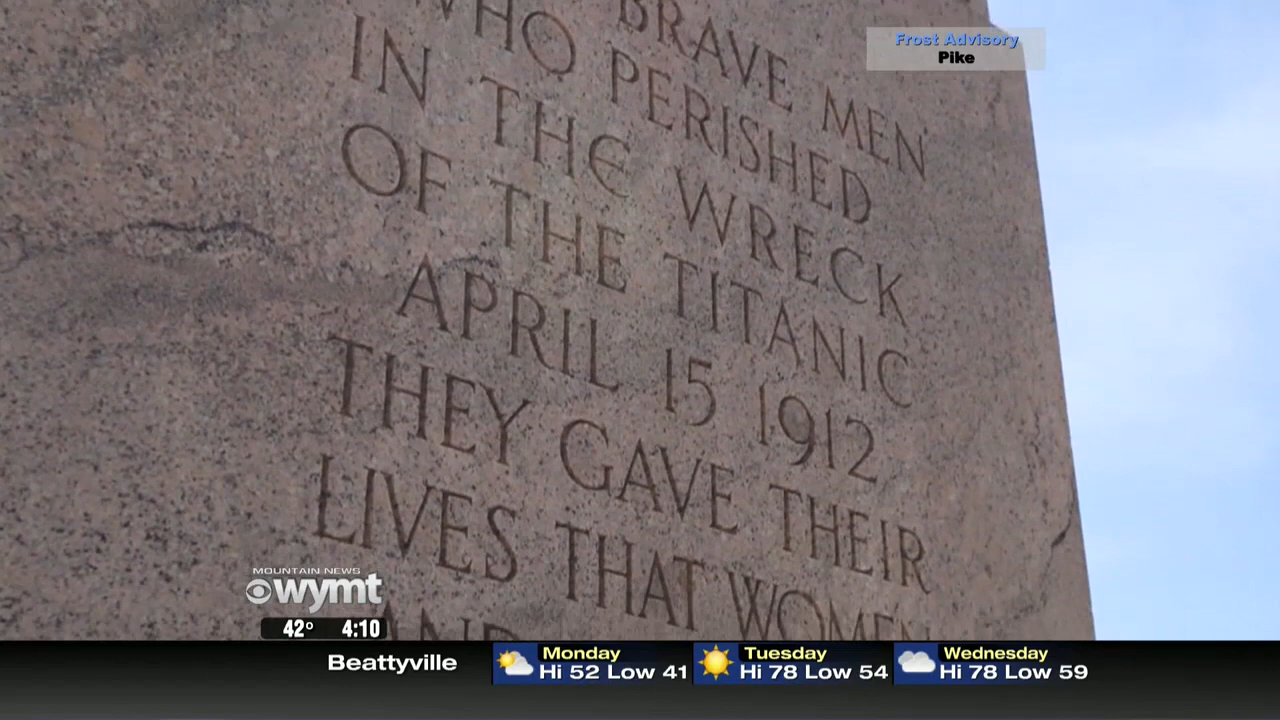 BRAVE MEN
WHO PERISHED
IN THE WRECK
OF THE TITANIC
APRIL 15 1912
THEY GAVE THEIR
LIVES THAT WOMEN
AND
Frost Advisory
Pike
MOUNTAIN NEWS
wymt
42° 4:10
Beattyville
Monday
Hi 52 Low 41
Tuesday
Hi 78 Low 54
Wednesday
Hi 78 Low 59